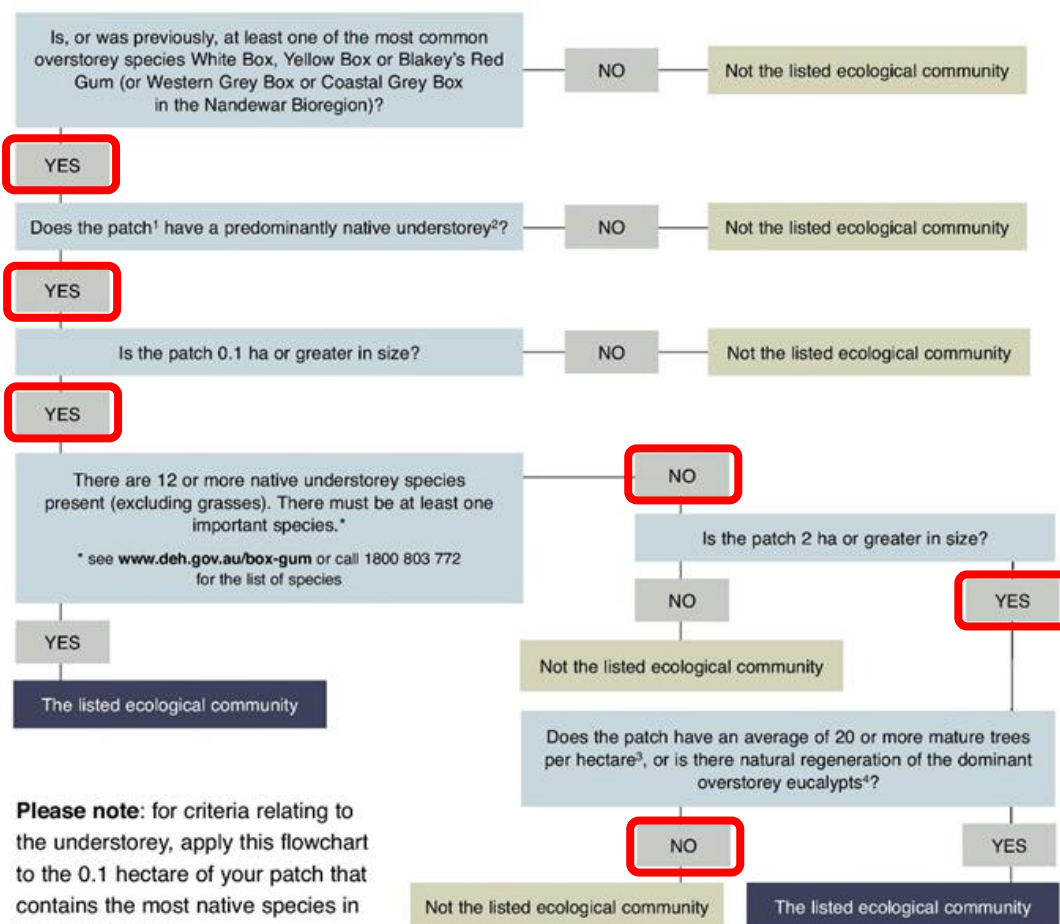 Is, or was previously, at least one of the most common
overstorey species White Box, Yellow Box or Blakey's Red
Gum (or Western Grey Box or Coastal Grey Box
in the Nandewar Bioregion)?
NO
Not the listed ecological community
YES
Does the patch¹ have a predominantly native understorey²?
NO
Not the listed ecological community
YES
Is the patch 0.1 ha or greater in size?
NO
Not the listed ecological community
YES
There are 12 or more native understorey species
present (excluding grasses). There must be at least one
important species.*
* see www.deh.gov.au/box-gum or call 1800 803 772
for the list of species
NO
Is the patch 2 ha or greater in size?
NO
YES
YES
Not the listed ecological community
The listed ecological community
Does the patch have an average of 20 or more mature trees
per hectare³, or is there natural regeneration of the dominant
overstorey eucalypts⁴?
NO
YES
Not the listed ecological community
The listed ecological community
Please note: for criteria relating to
the understorey, apply this flowchart
to the 0.1 hectare of your patch that
contains the most native species in